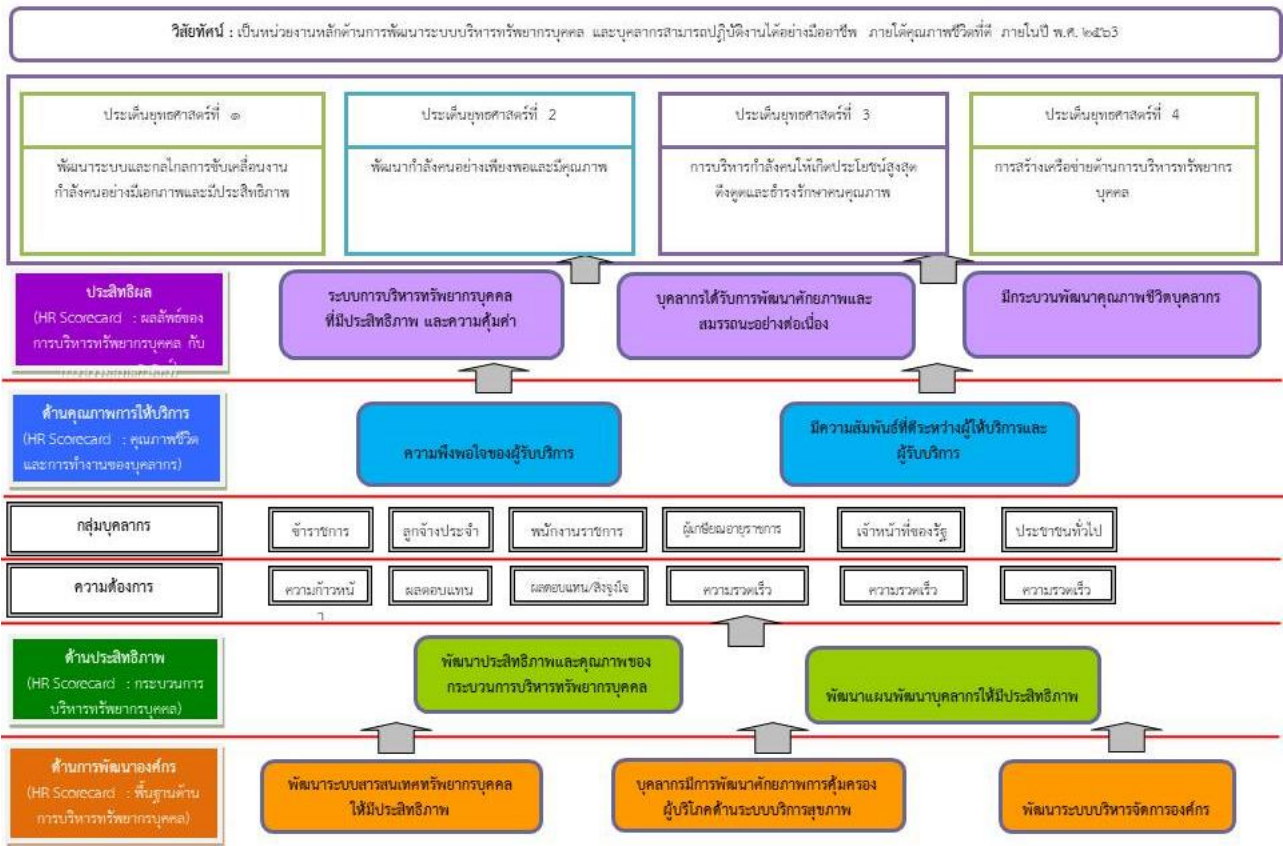 วิสัยทัศน์ : เป็นหน่วยงานหลักด้านการพัฒนาระบบบริหารทรัพยากรบุคคล และบุคลากรสามารถปฏิบัติงานได้อย่างมืออาชีพ ภายใต้คุณภาพชีวิตที่ดี ภายในปี พ.ศ. ๒๕๖3
ประเด็นยุทธศาสตร์ที่ ๑
ประเด็นยุทธศาสตร์ที่ 2
ประเด็นยุทธศาสตร์ที่ 3
ประเด็นยุทธศาสตร์ที่ 4
พัฒนาระบบและกลไกลการขับเคลื่อนงาน
กำลังคนอย่างมีเอกภาพและมีประสิทธิภาพ
พัฒนากำลังคนอย่างเพียงพอและมีคุณภาพ
การบริหารกำลังคนให้เกิดประโยชน์สูงสุด
ดึงดูดและธำรงรักษาคนคุณภาพ
การสร้างเครือข่ายด้านการบริหารทรัพยากร
บุคคล
ประสิทธิผล
(HR Scorecard : ผลลัพธ์ของ
การบริหารทรัพยากรบุคคล กับ
ระบบการบริหารทรัพยากรบุคคล
ที่มีประสิทธิภาพ และความคุ้มค่า
บุคลากรได้รับการพัฒนาศักยภาพและ
สมรรถนะอย่างต่อเนื่อง
มีกระบวนพัฒนาคุณภาพชีวิตบุคลากร
ด้านคุณภาพการให้บริการ
(HR Scorecard : คุณภาพชีวิต
และการทำงานของบุคลากร)
ความพึงพอใจของผู้รับบริการ
มีความสัมพันธ์ที่ดีระหว่างผู้ให้บริการและ
ผู้รับบริการ
กลุ่มบุคลากร
ข้าราชการ
ลูกจ้างประจำ
พนักงานราชการ
ผู้เกษียณอายุราชการ
เจ้าหน้าที่ของรัฐ
ประชาชนทั่วไป
ความต้องการ
ความก้าวหน้
า
ผลตอบแทน
ผลตอบแทน/สิ่งจูงใจ
ความรวดเร็ว
ความรวดเร็ว
ความรวดเร็ว
ด้านประสิทธิภาพ
(HR Scorecard : กระบวนการ
บริหารทรัพยากรบุคคล)
พัฒนาประสิทธิภาพและคุณภาพของ
กระบวนการบริหารทรัพยากรบุคคล
พัฒนาแผนพัฒนาบุคลากรให้มีประสิทธิภาพ
ด้านการพัฒนาองค์กร
(HR Scorecard : พื้นฐานด้าน
การบริหารทรัพยากรบุคคล)
พัฒนาระบบสารสนเทศทรัพยากรบุคคล
ให้มีประสิทธิภาพ
บุคลากรมีการพัฒนาศักยภาพการคุ้มครอง
ผู้บริโภคด้านระบบบริการสุขภาพ
พัฒนาระบบบริหารจัดการองค์กร